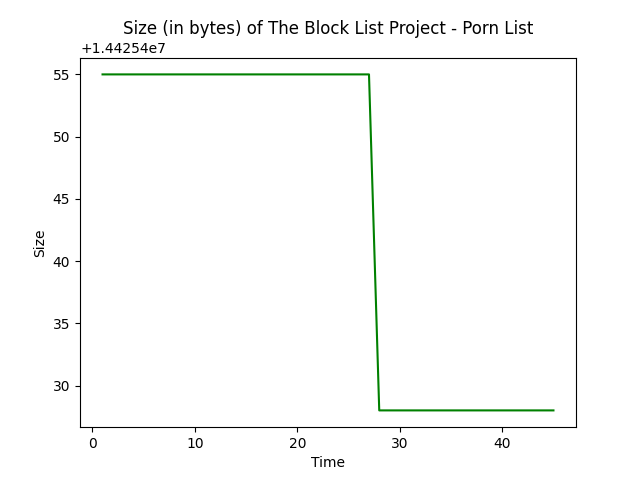 Size (in bytes) of The Block List Project - Porn List
+1.44254e7
55
50
45
40
35
30
Size
0 10 20 30 40
Time